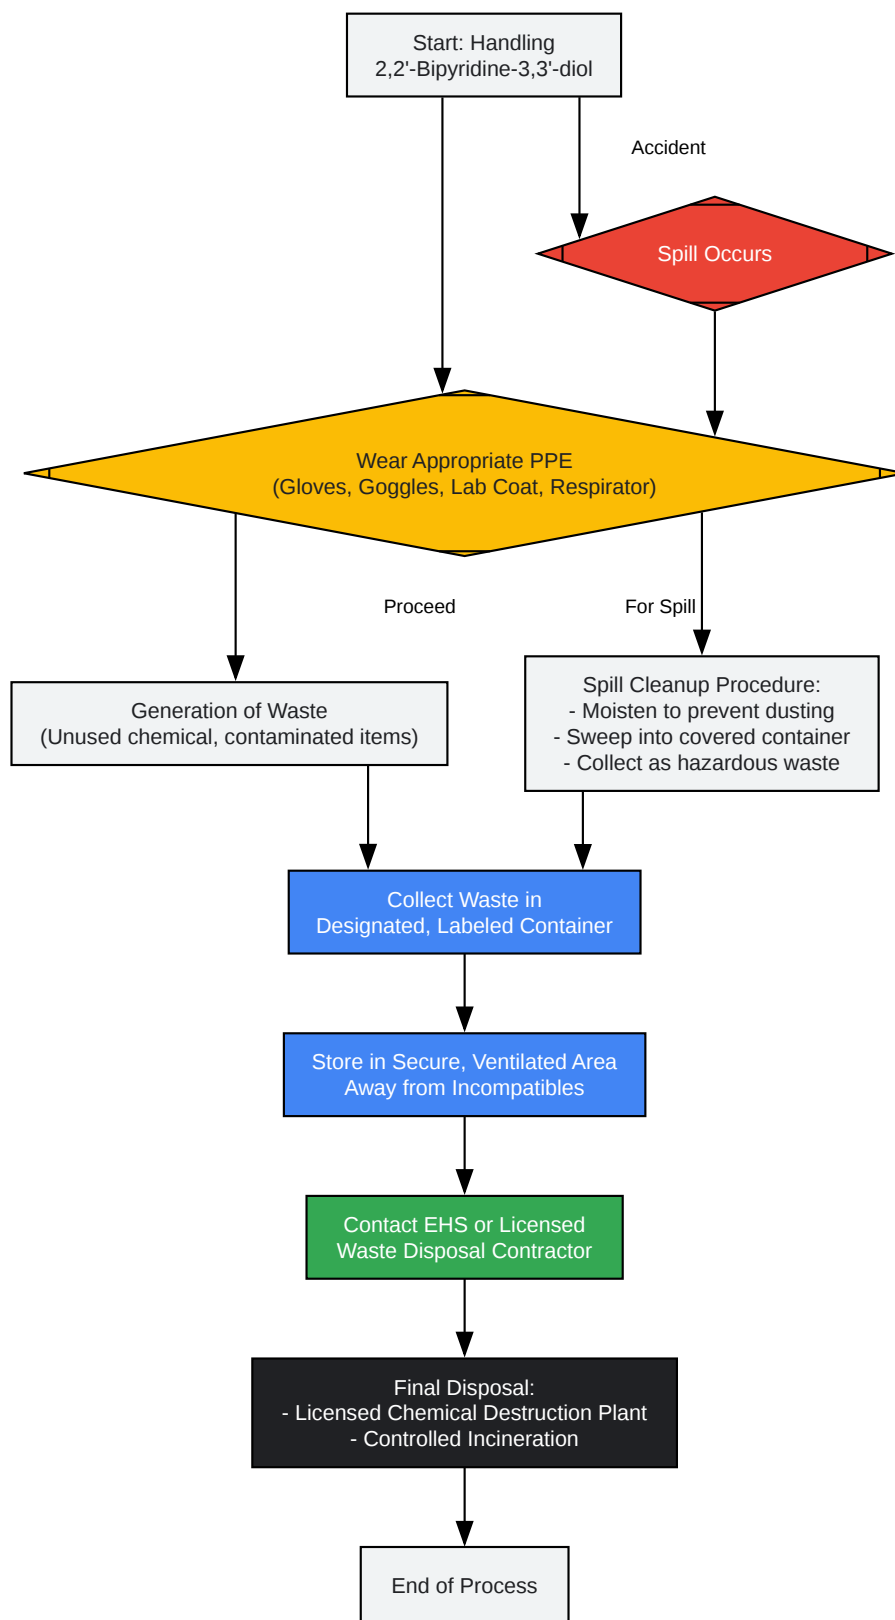 Start: Handling
2,2'-Bipyridine-3,3'-diol
Accident
Spill Occurs
Wear Appropriate PPE
(Gloves, Goggles, Lab Coat, Respirator)
Proceed
For Spill
Generation of Waste
(Unused chemical, contaminated items)
Spill Cleanup Procedure:
- Moisten to prevent dusting
- Sweep into covered container
- Collect as hazardous waste
Collect Waste in
Designated, Labeled Container
Store in Secure, Ventilated Area
Away from Incompatibles
Contact EHS or Licensed
Waste Disposal Contractor
Final Disposal:
- Licensed Chemical Destruction Plant
- Controlled Incineration
End of Process